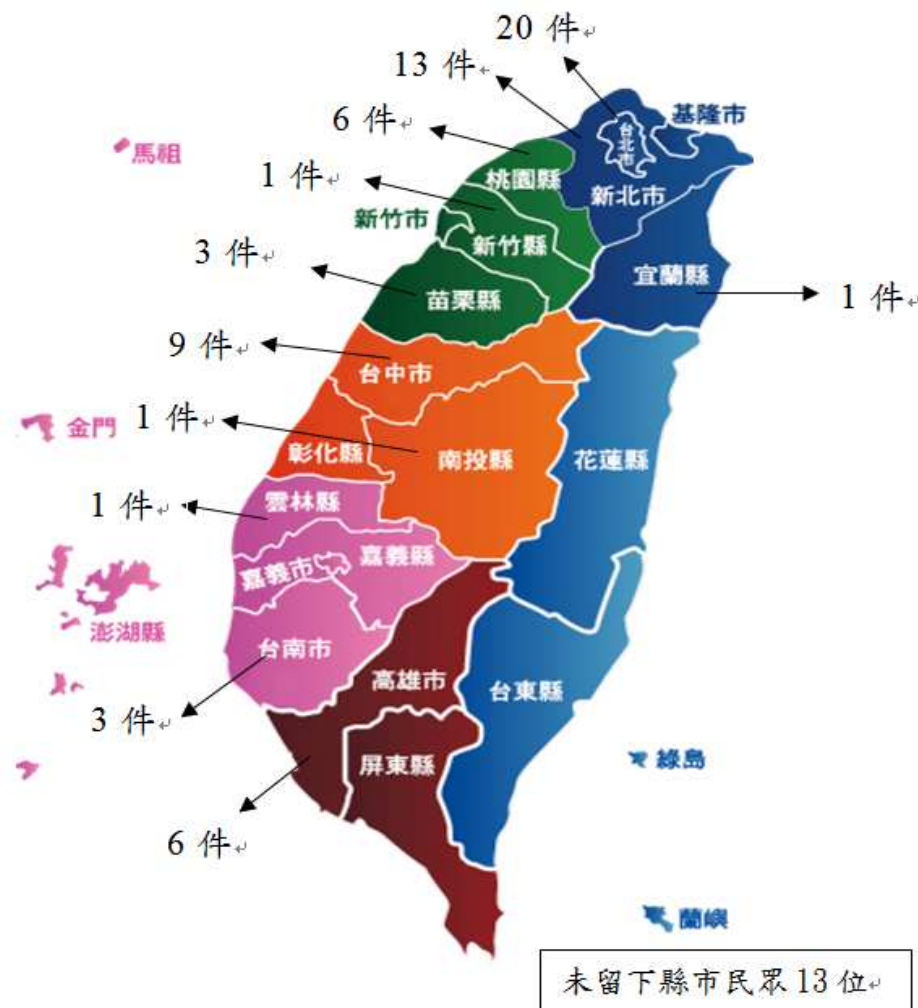 20 件
13 件
基隆市
6 件
台北市
馬祖
桃園縣
1 件
新北市
新竹市
新竹縣
宜蘭縣
3 件
苗栗縣
1 件
9 件
台中市
金門
1 件
彰化縣
南投縣
花蓮縣
雲林縣
1 件
嘉義縣
嘉義市
澎湖縣
台南市
高雄市
台東縣
3 件
屏東縣
綠島
6 件
蘭嶼
未留下縣市民眾 13 位